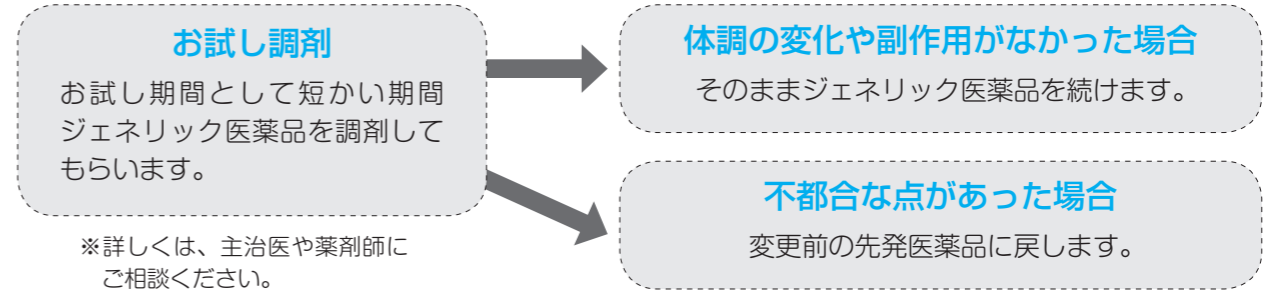 お試し調剤
お試し期間として短かい期間
ジェネリック医薬品を調剤して
もらいます。
※詳しくは、主治医や薬剤師に
ご相談ください。
体調の変化や副作用がなかった場合
そのままジェネリック医薬品を続けます。
不都合な点があった場合
変更前の先発医薬品に戻します。